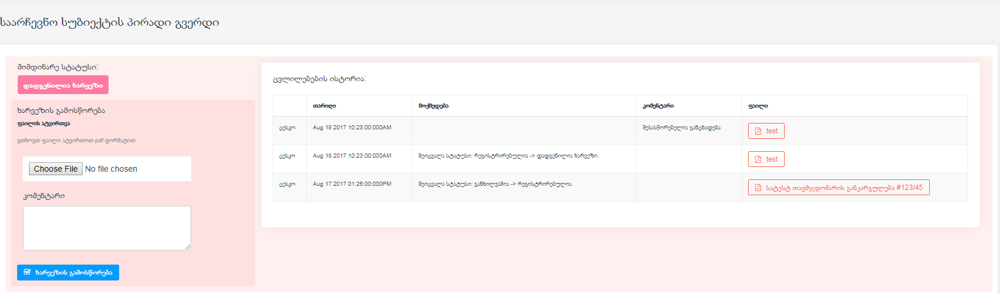 საარჩევნო სუბიექტის პირადი გვერდი
მიმდინარე სტატუსი:
დადგენილია ხარვეზი
ხარვეზის გამოსწორება
ფაილის ატვირთვა
გთხოვთ ფაილი ატვირთოთ pdf ფორმატით.
Choose File No file chosen
კომენტარი
ხარვეზის გამოსწორება
ცვლილებების ისტორია:
თარიღი მოქმედება კომენტარი ფაილი
ცესკო Aug 18 2017 10:23:00:000AM შესასწორებელია განცხადება test
ცესკო Aug 18 2017 10:23:00:000AM შეიცვალა სტატუსი: რეგისტრირებულია -> დადგენილია ხარვეზი. test
ცესკო Aug 17 2017 01:26:00:000PM შეიცვალა სტატუსი: განხილვაშია -> რეგისტრირებულია. სატესტ თავმჯდომარის განკარგულება #123/45